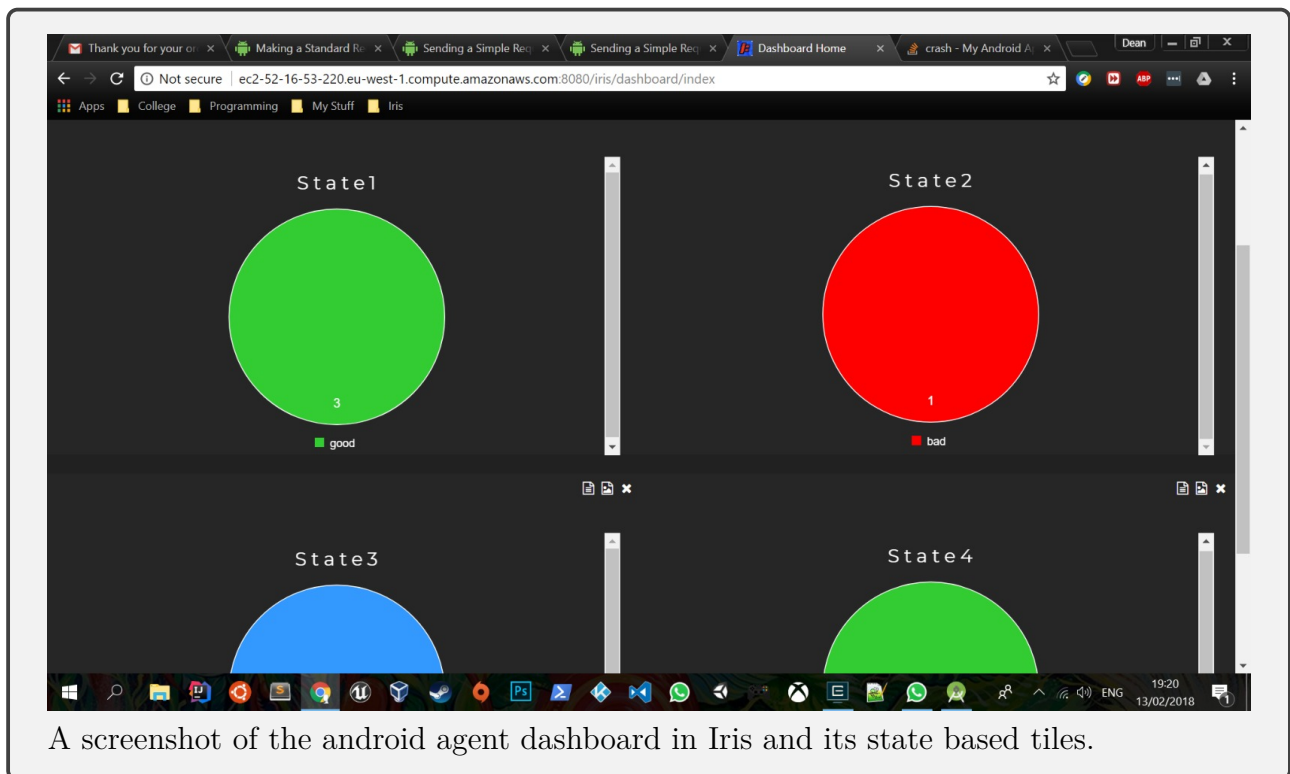 Thank you for your or
Making a Standard Re
Sending a Simple Req
Sending a Simple Req
Dashboard Home
crash - My Android A
Dean
Not secure ec2-52-16-53-220.eu-west-1.compute.amazonaws.com:8080/iris/dashboard/index
ABP
Apps College Programming My Stuff Iris
State1
State2
3
1
good
bad
State3
State4
Ps
ENG
19:20
13/02/2018
1
A screenshot of the android agent dashboard in Iris and its state based tiles.